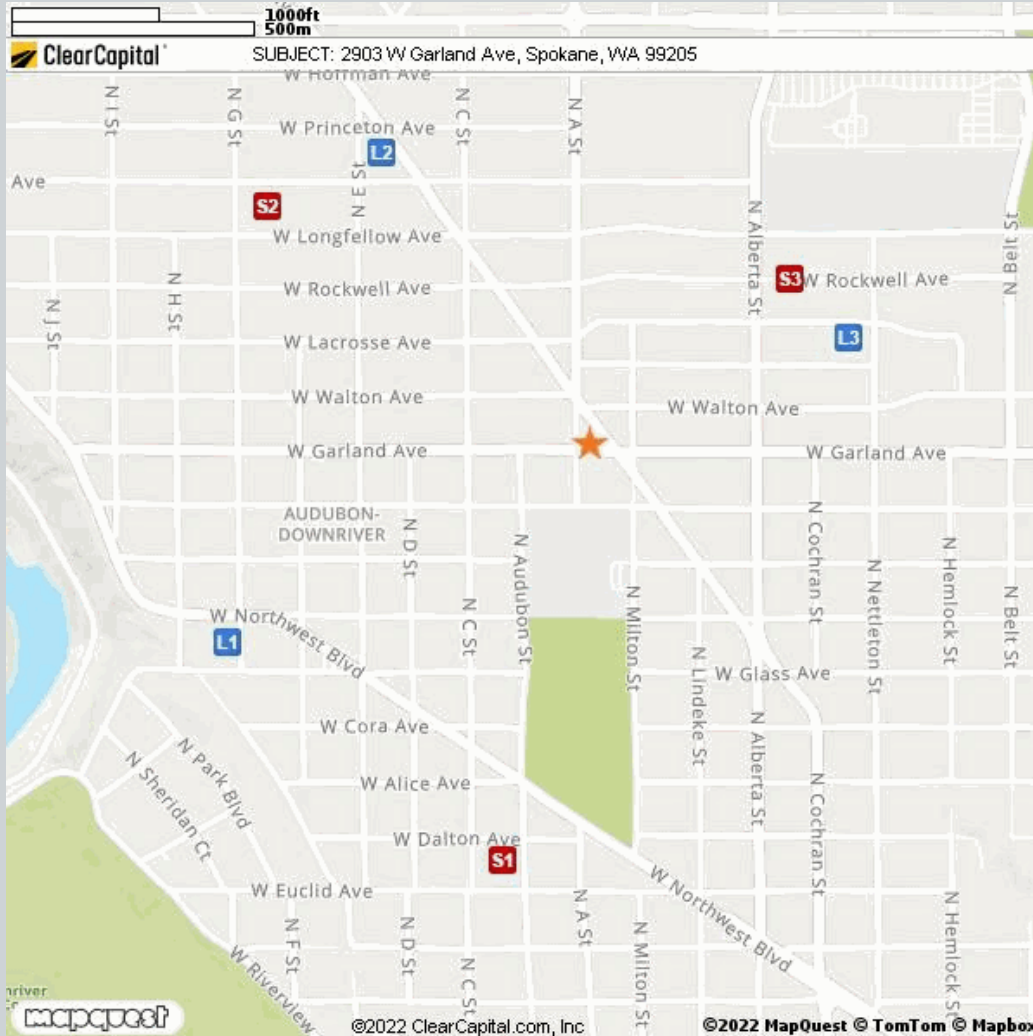 1000ft
500m
ClearCapital
SUBJECT: 2903 W Garland Ave, Spokane, WA 99205
W Hoffman Ave
N I St
N G St
W Princeton Ave
N C St
N A St
L2
Ave
N E St
S2
W Longfellow Ave
N Alberta St
N Belt St
N H St
W Rockwell Ave
S3
W Rockwell Ave
N J St
L3
W Lacrosse Ave
W Walton Ave
W Walton Ave
W Garland Ave
W Garland Ave
AUDUBON-
DOWNRIVER
N D St
N Audubon St
N Cochran St
N Hemlock St
N Nettleton St
N Belt St
N C St
N Milton St
W Northwest Blvd
L1
N Lindeke St
W Glass Ave
W Cora Ave
N Alberta St
N Park Blvd
N Sheridan Ct
W Alice Ave
N Cochran St
W Dalton Ave
S1
W Euclid Ave
W Northwest Blvd
N F St
N D St
N A St
N Milton St
N Hemlock St
N C St
W Riverview
mapquest
©2022 ClearCapital.com, Inc
©2022 MapQuest © TomTom © Mapbox